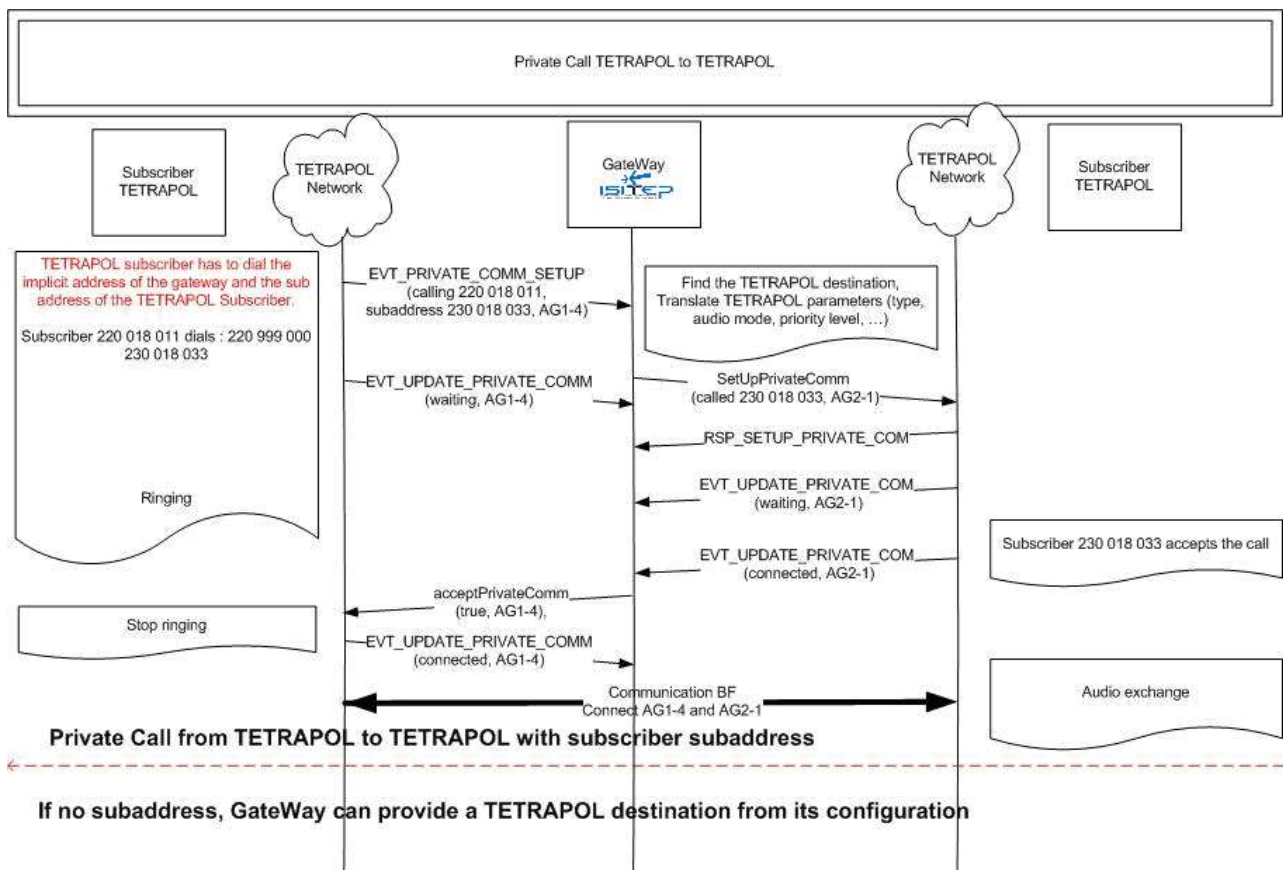 Private Call TETRAPOL to TETRAPOL
Subscriber
TETRAPOL
TETRAPOL
Network
GateWay
ISITEP
TETRAPOL
Network
Subscriber
TETRAPOL
TETRAPOL subscriber has to dial the
implicit address of the gateway and the sub
address of the TETRAPOL Subscriber.
Subscriber 220 018 011 dials : 220 999 000
230 018 033
Ringing
EVT_PRIVATE_COMM_SETUP
(calling 220 018 011,
subaddress 230 018 033, AG1-4)
Find the TETRAPOL destination,
Translate TETRAPOL parameters (type,
audio mode, priority level, ...)
EVT_UPDATE_PRIVATE_COMM
(waiting, AG1-4)
SetUpPrivateComm
(called 230 018 033, AG2-1)
RSP_SETUP_PRIVATE_COM
EVT_UPDATE_PRIVATE_COM
(waiting, AG2-1)
Subscriber 230 018 033 accepts the call
EVT_UPDATE_PRIVATE_COM
(connected, AG2-1)
acceptPrivateComm
(true, AG1-4),
Stop ringing
EVT_UPDATE_PRIVATE_COMM
(connected, AG1-4)
Communication BF
Connect AG1-4 and AG2-1
Audio exchange
Private Call from TETRAPOL to TETRAPOL with subscriber subaddress
If no subaddress, GateWay can provide a TETRAPOL destination from its configuration